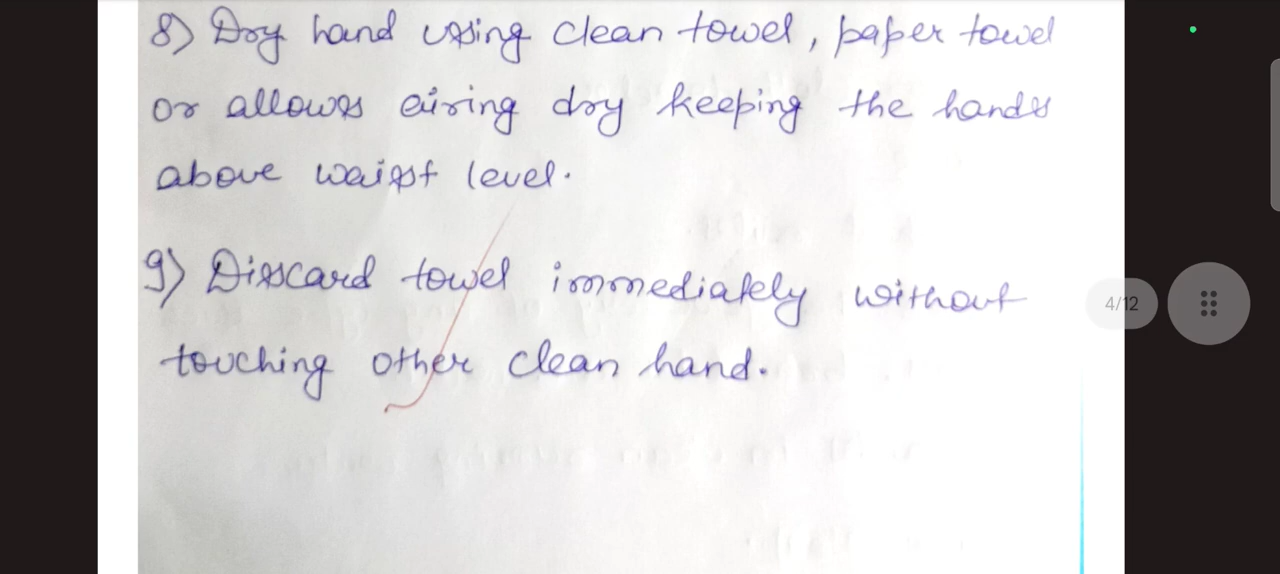 8) Dry hand using clean towel, paper towel
or allows airing dry keeping the hands
above waist level.
9) Discard towel immediately without
touching other clean hand.
4/12